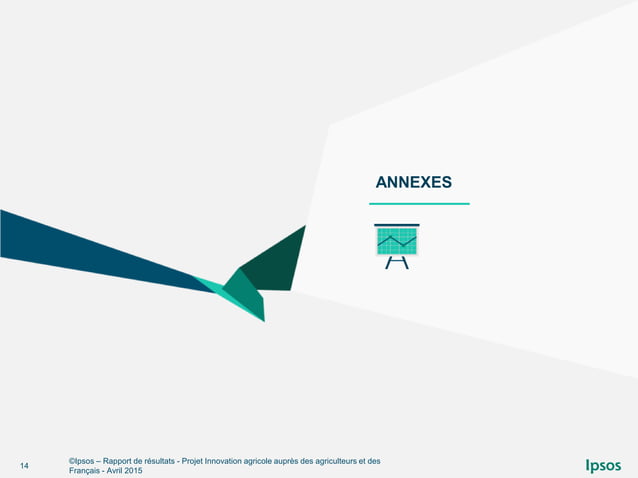 ANNEXES
14
©Ipsos – Rapport de résultats - Projet Innovation agricole auprès des agriculteurs et des
Français - Avril 2015
Ipsos